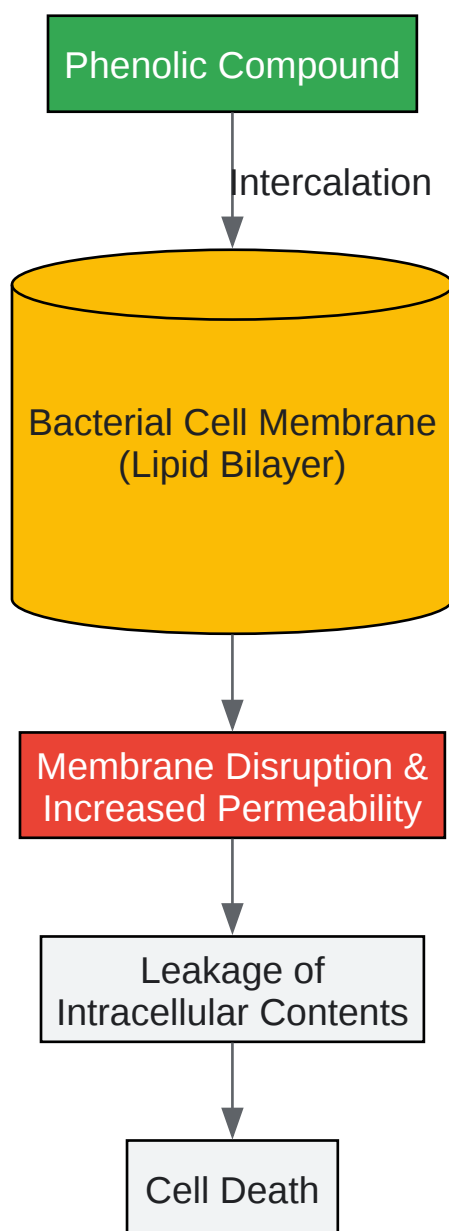 Phenolic Compound
Intercalation
Bacterial Cell Membrane
(Lipid Bilayer)
Membrane Disruption &
Increased Permeability
Leakage of
Intracellular Contents
Cell Death